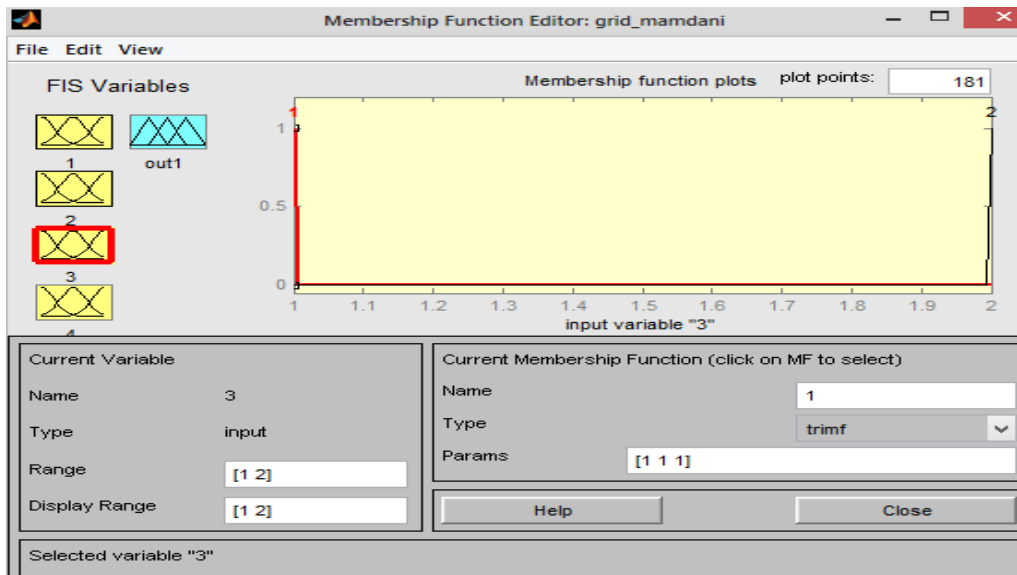 Membership Function Editor: grid_mamdani
File Edit View
FIS Variables
Membership function plots plot points: 181
1
out1
2
3
4
1
2
1
0.5
0
1 1.1 1.2 1.3 1.4 1.5 1.6 1.7 1.8 1.9 2
input variable "3"
Current Variable
Name 3
Type input
Range [1 2]
Display Range [1 2]
Current Membership Function (click on MF to select)
Name 1
Type trimf
Params [1 1 1]
Help Close
Selected variable "3"